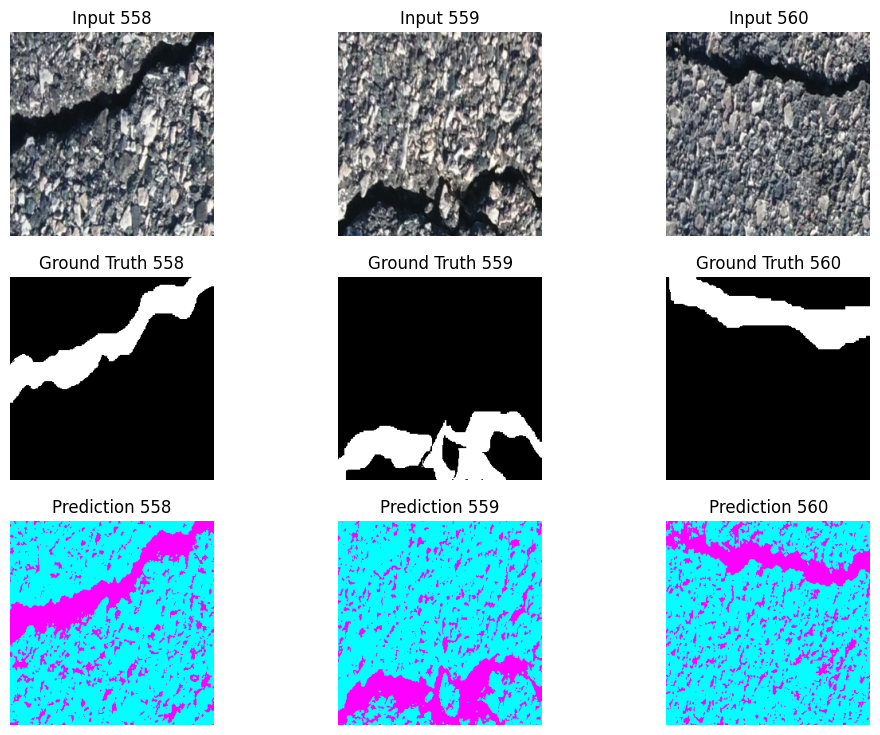 Input 558
Input 559
Input 560
Ground Truth 558
Ground Truth 559
Ground Truth 560
Prediction 558
Prediction 559
Prediction 560